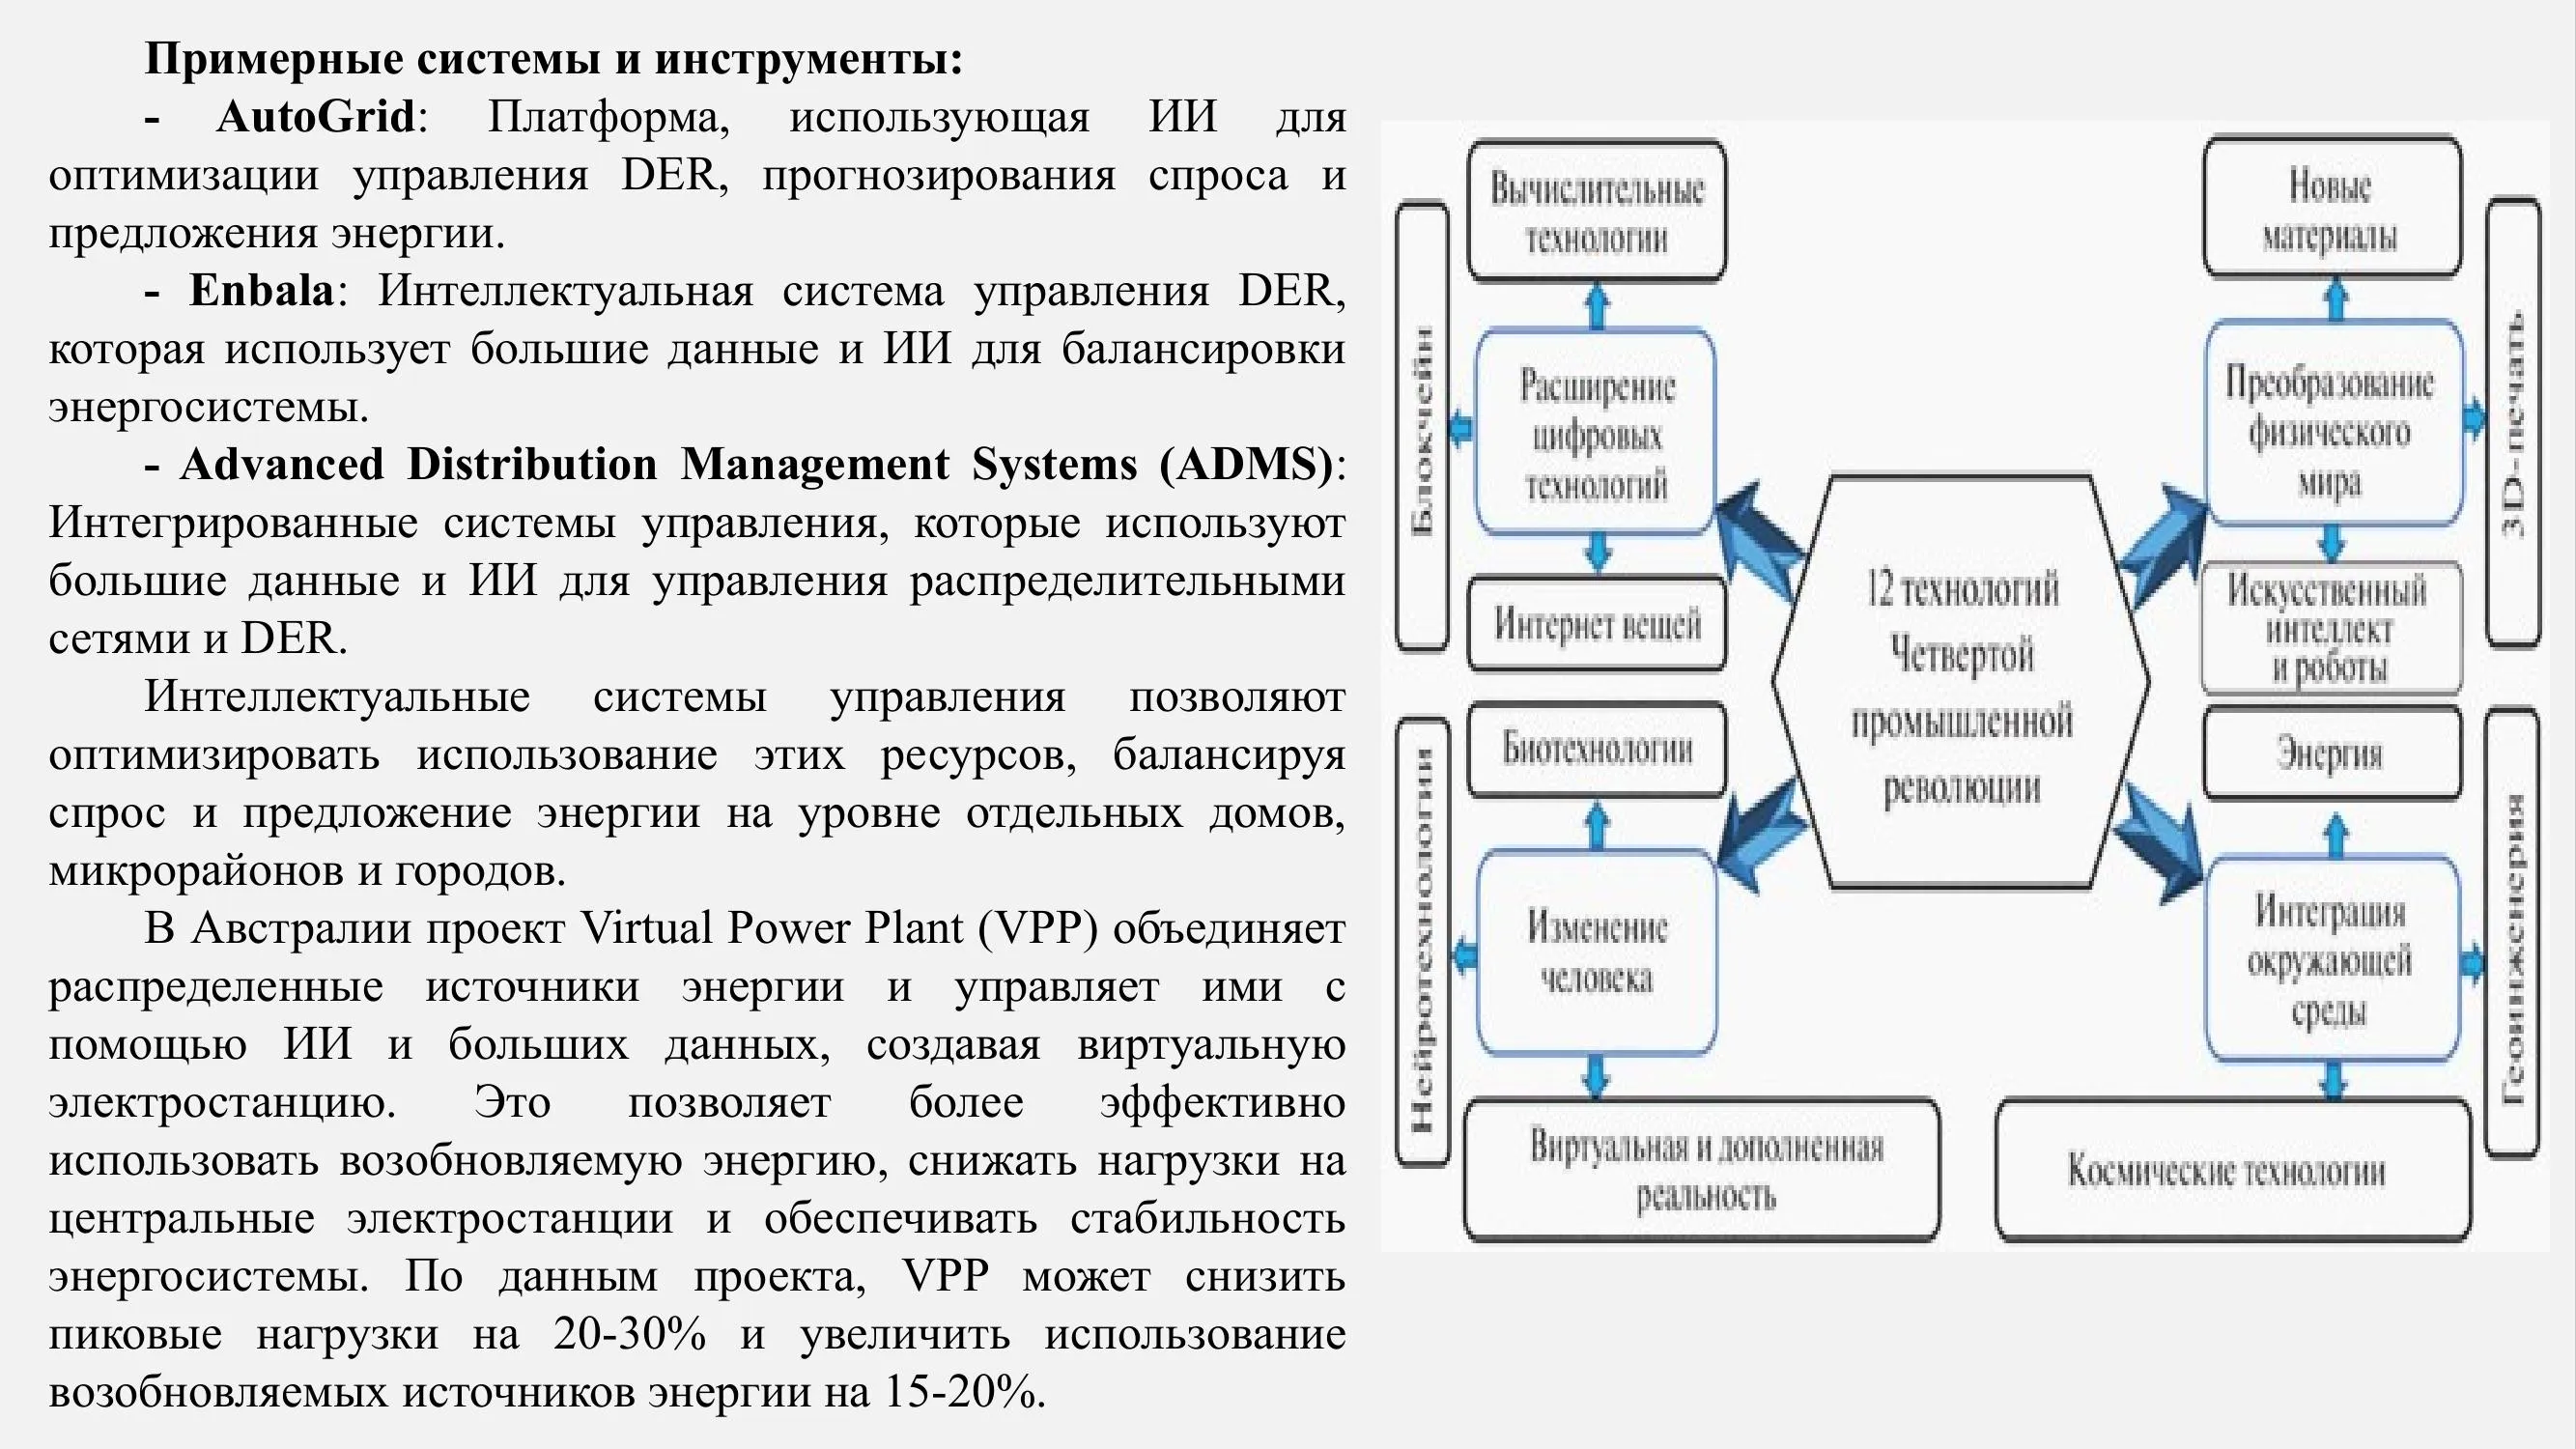 Примерные системы и инструменты:
- AutoGrid: Платформа, использующая ИИ для
оптимизации управления DER, прогнозирования спроса и
предложения энергии.
- Enbala: Интеллектуальная система управления DER,
которая использует большие данные и ИИ для балансировки
энергосистемы.
- Advanced Distribution Management Systems (ADMS):
Интегрированные системы управления, которые используют
большие данные и ИИ для управления распределительными
сетями и DER.
Интеллектуальные системы управления позволяют
оптимизировать использование этих ресурсов, балансируя
спрос и предложение энергии на уровне отдельных домов,
микрорайонов и городов.
В Австралии проект Virtual Power Plant (VPP) объединяет
распределенные источники энергии и управляет ими с
помощью ИИ и больших данных, создавая виртуальную
электростанцию. Это позволяет более эффективно
использовать возобновляемую энергию, снижать нагрузки на
центральные электростанции и обеспечивать стабильность
энергосистемы. По данным проекта, VPP может снизить
пиковые нагрузки на 20-30% и увеличить использование
возобновляемых источников энергии на 15-20%.
Вычислительные
технологии
Блокчейн
Расширение
цифровых
технологий
Интернет вещей
Новые
материалы
3D-печать
Преобразование
физического
мира
Искусственный
интеллект
и роботы
12 технологий
Четвертой
промышленной
революции
Биотехнологии
Нейротехнологии
Изменение
человека
Виртуальная и дополненная
реальность
Энергия
Геоинженерия
Интеграция
окружающей
среды
Космические технологии